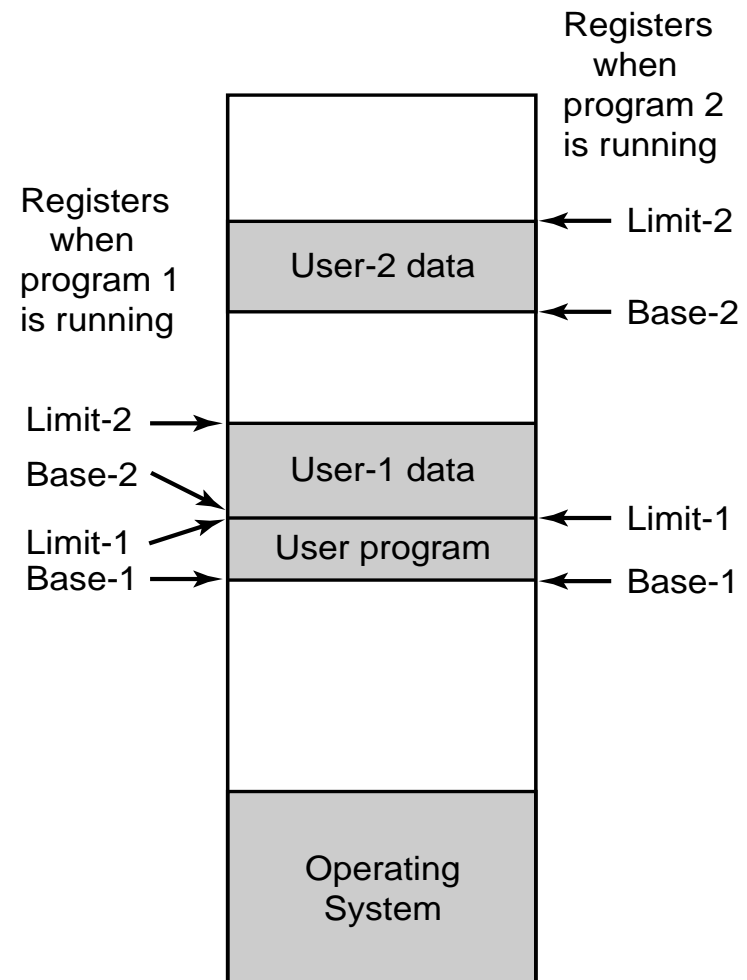 Registers
when
program 2
is running
Registers
when
program 1
is running
Limit-2
User-2 data
Base-2
Limit-2
Base-2
User-1 data
Limit-1
Limit-1
User program
Base-1
Base-1
Operating
System